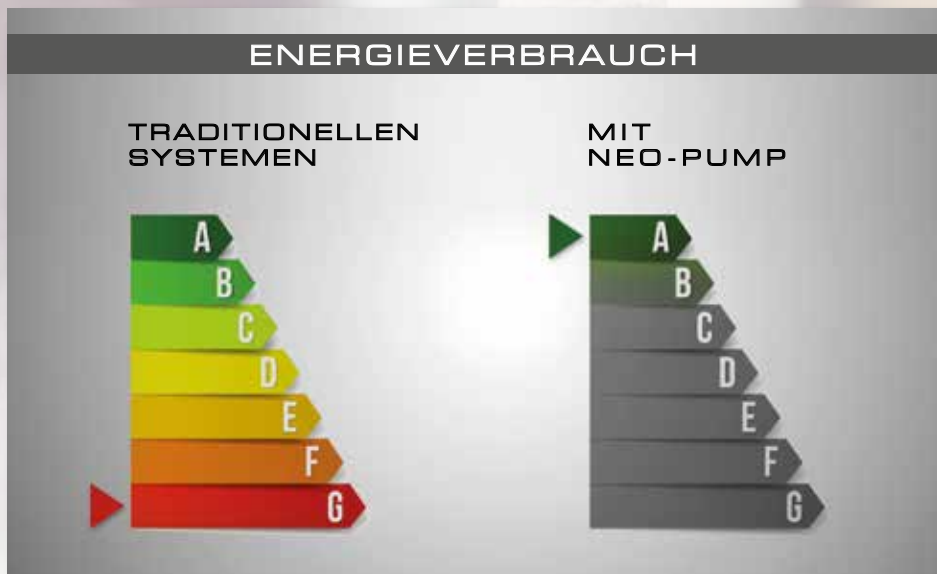 ENERGIEVERBRAUCH
TRADITIONELLEN
SYSTEMEN
A
B
C
D
E
F
G
MIT
NEO-PUMP
A
B
C
D
E
F
G